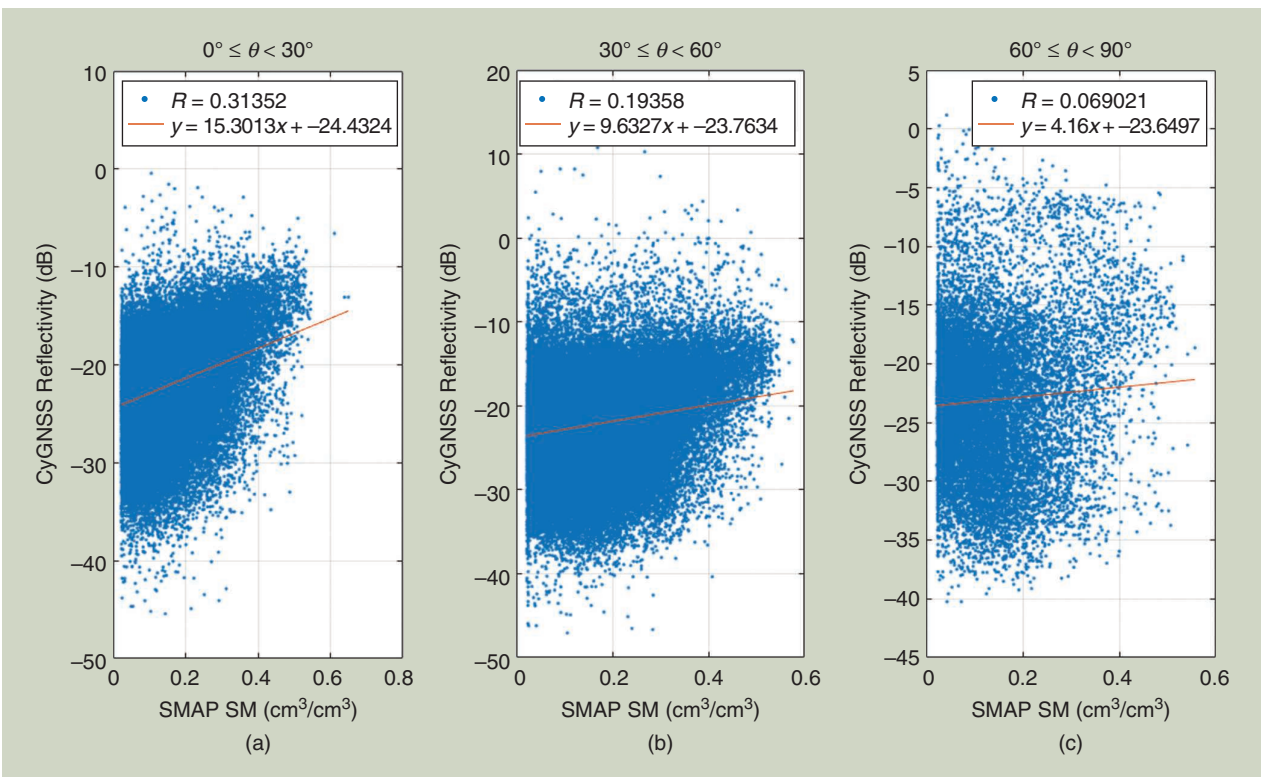 0° ≤ θ < 30°
10
0
–10
–20
–30
–40
–50
0
0.2
0.4
0.6
0.8
R = 0.31352
y = 15.3013x + –24.4324
CyGNSS Reflectivity (dB)
SMAP SM (cm³/cm³)
(a)
30° ≤ θ < 60°
20
10
0
–10
–20
–30
–40
–50
0
0.2
0.4
0.6
R = 0.19358
y = 9.6327x + –23.7634
CyGNSS Reflectivity (dB)
SMAP SM (cm³/cm³)
(b)
60° ≤ θ < 90°
5
0
–5
–10
–15
–20
–25
–30
–35
–40
–45
0
0.2
0.4
0.6
R = 0.069021
y = 4.16x + –23.6497
CyGNSS Reflectivity (dB)
SMAP SM (cm³/cm³)
(c)